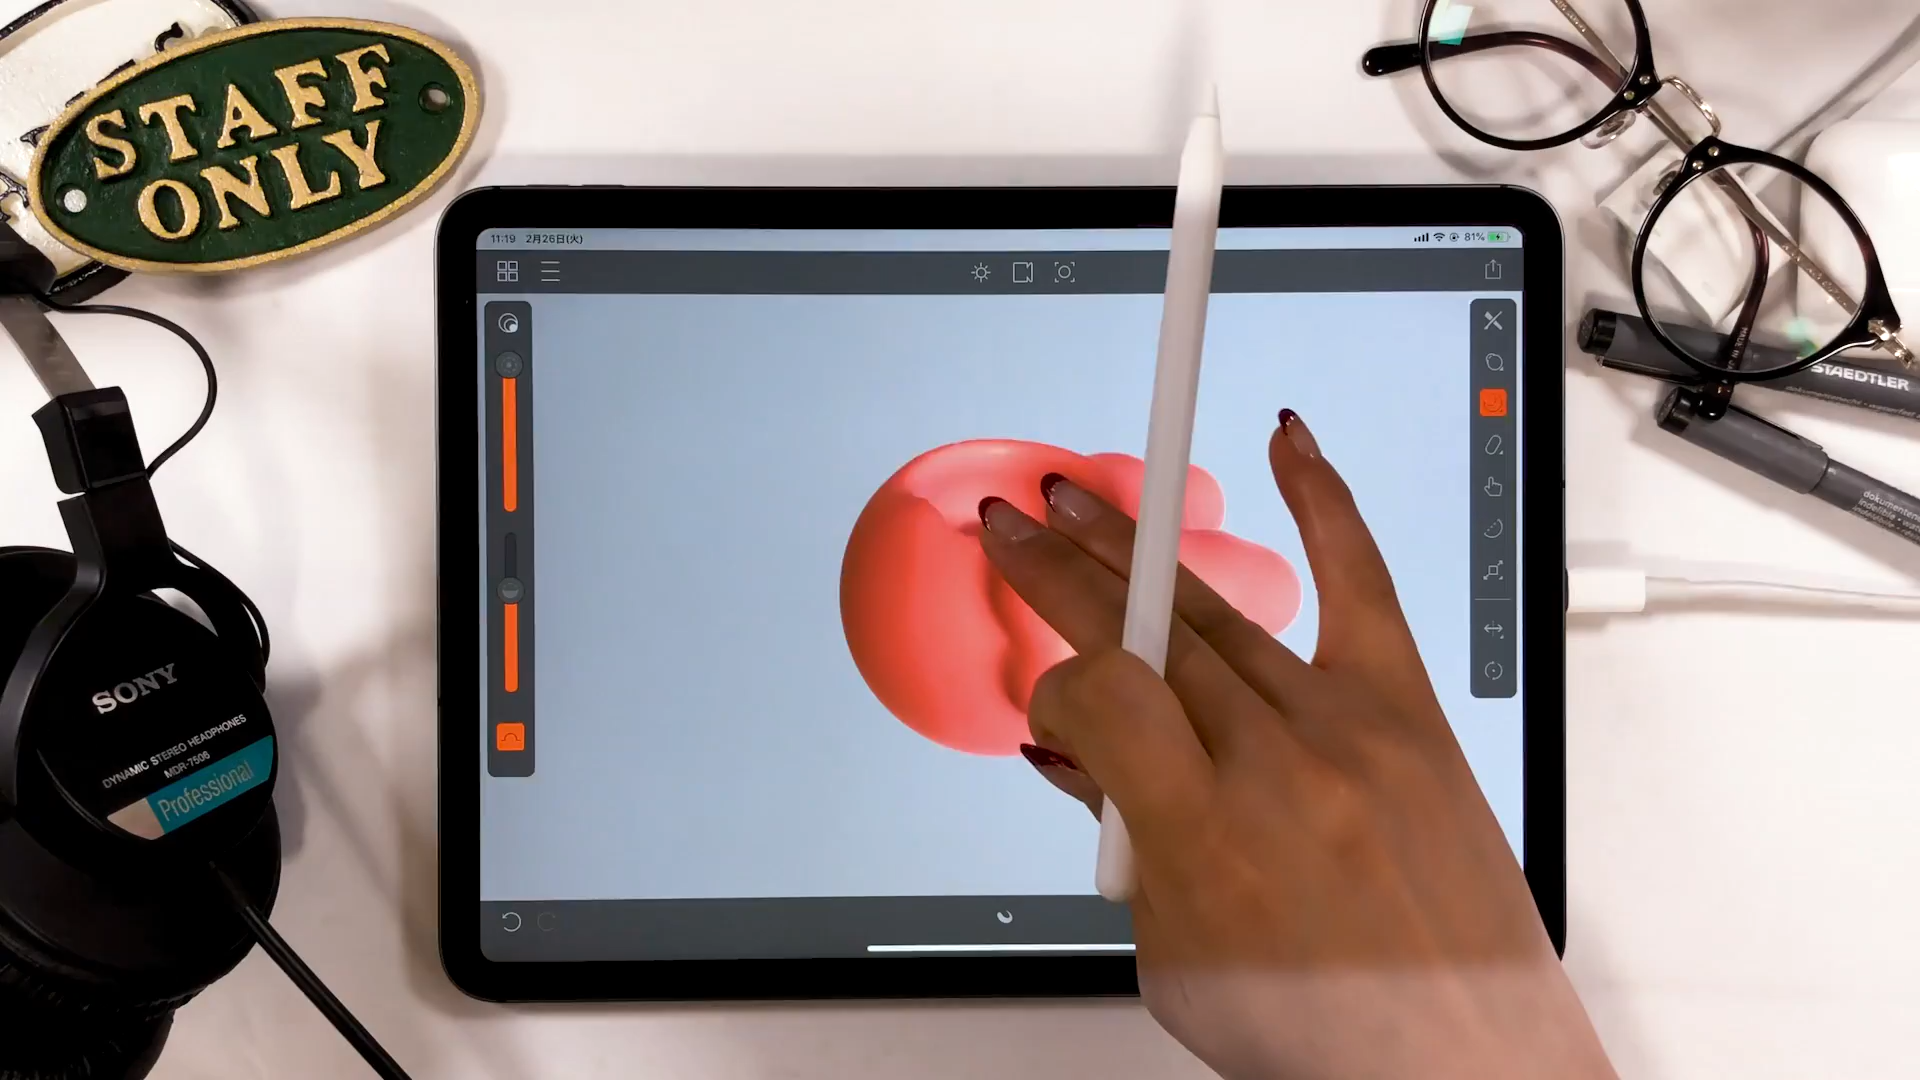 STAFF
ONLY
11:19 2月26日(火)
81%
SONY
DYNAMIC STEREO HEADPHONES
MDR-7506
Professional
STAEDTLER